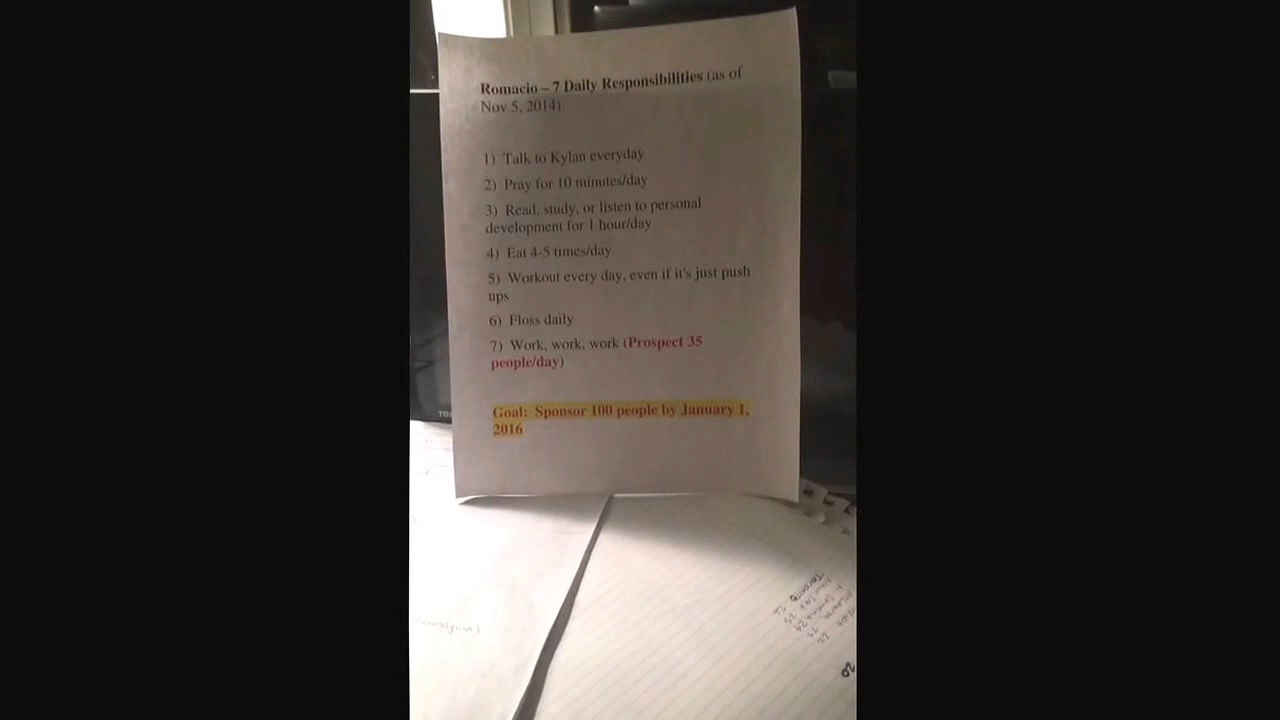 Romacio – 7 Daily Responsibilities (as of
Nov 5, 2014)
1) Talk to Kylan everyday
2) Pray for 10 minutes/day
3) Read, study, or listen to personal
development for 1 hour/day
4) Eat 4-5 times/day
5) Workout every day, even if it's just push
ups
6) Floss daily
7) Work, work, work (Prospect 35
people/day)
Goal: Sponsor 100 people by January 1,
2016
Toronto 22
20